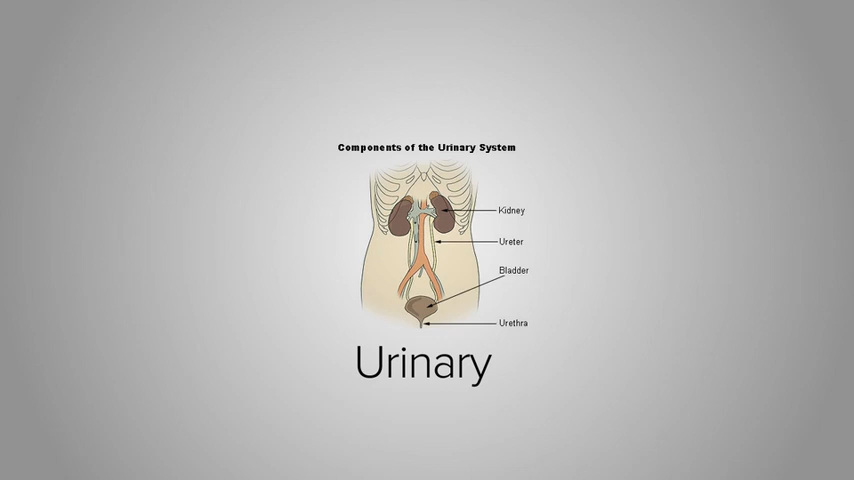 Components of the Urinary System
Kidney
Ureter
Bladder
Urethra
Urinary